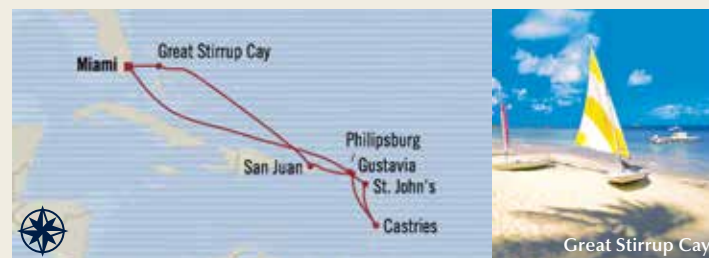 Great Stirrup Cay
Miami
Philipsburg
Gustavia
San Juan
St. John's
Castries
Great Stirrup Cay